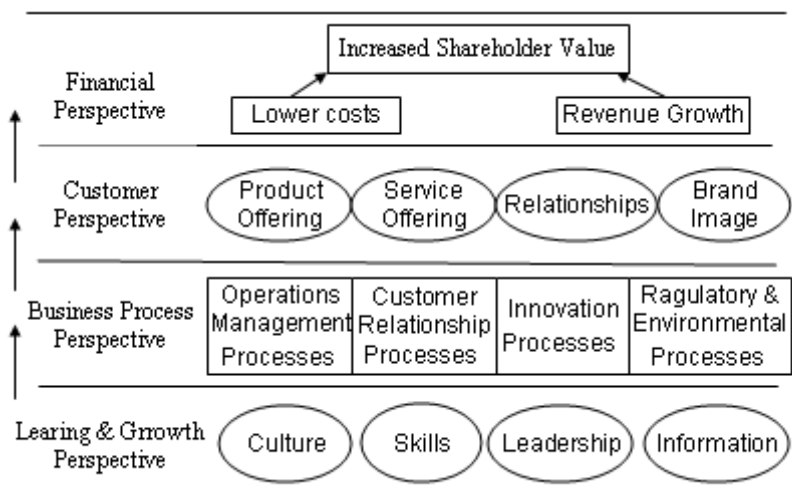 Increased Shareholder Value
Financial
Perspective
Lower costs
Revenue Growth
Customer
Perspective
Product
Offering
Service
Offering
Relationships
Brand
Image
Business Process
Perspective
Operations
Management
Processes
Customer
Relationship
Processes
Innovation
Processes
Ragulatory &
Environmental
Processes
Learing & Grrowth
Perspective
Culture
Skills
Leadership
Information